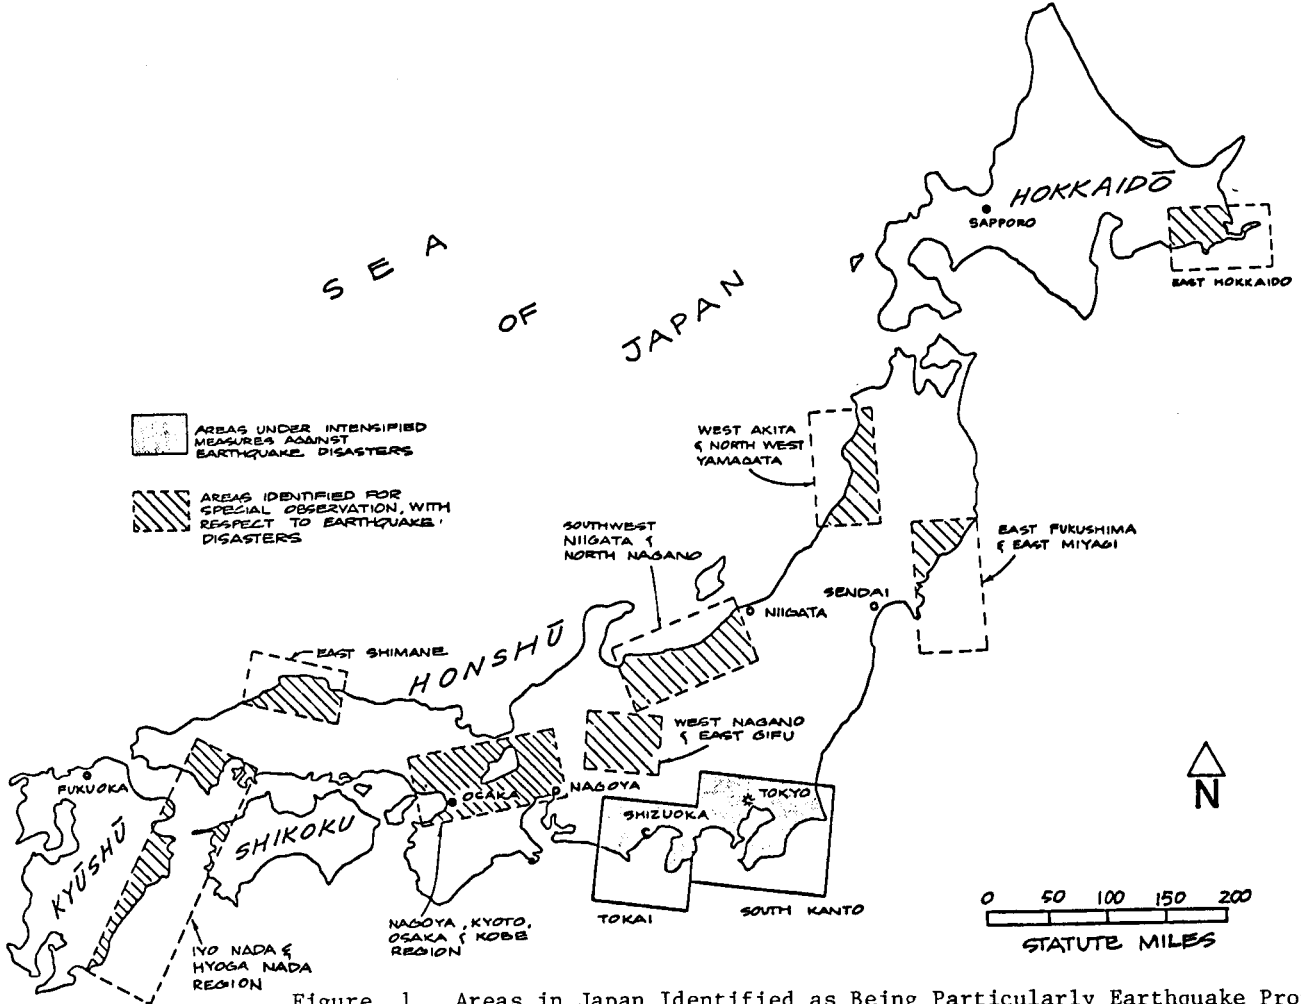 HOKKAIDŌ
SAPPORO
EAST HOKKAIDO
SEA
OF
JAPAN
AREAS UNDER INTENSIFIED
MEASURES AGAINST
EARTHQUAKE DISASTERS
AREAS IDENTIFIED FOR
SPECIAL OBSERVATION, WITH
RESPECT TO EARTHQUAKE
DISASTERS
WEST AKITA
& NORTH WEST
YAMAGATA
SOUTHWEST
NIIGATA &
NORTH NAGANO
EAST FUKUSHIMA
& EAST MIYAGI
SENDAI
NIIGATA
HONSHŪ
EAST SHIMANE
WEST NAGANO
& EAST GIFU
FUKUOKA
OCAKA
NAGOYA
TOKYO
SHIZUOKA
SHIKOKU
KYŪSHŪ
N
TOKAI
SOUTH KANTO
NAGOYA, KYOTO,
OSAKA & KOBE
REGION
IYO NADA &
HYOGA NADA
REGION
0 50 100 150 200
STATUTE MILES
Figure 1 Areas in Japan Identified as Being Particularly Earthquake Pro